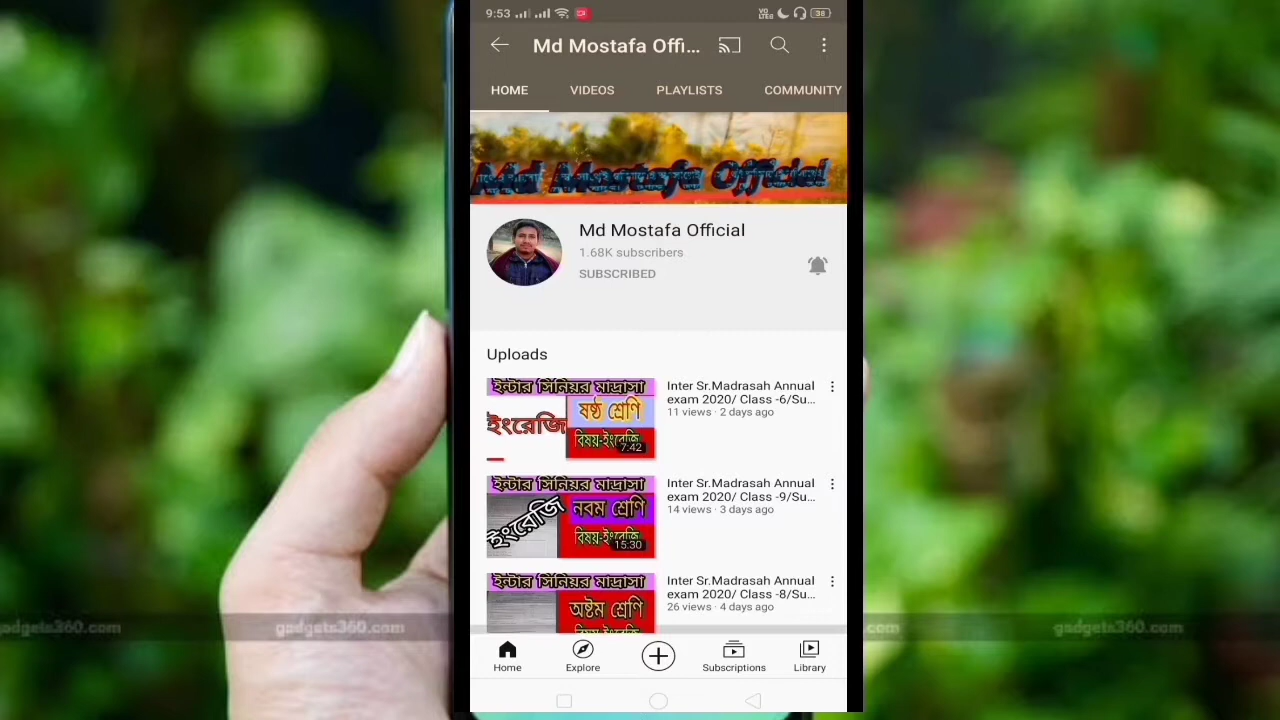 9:53
VO
LTE
38
Md Mostafa Offi...
HOME VIDEOS PLAYLISTS COMMUNITY
Md Mostafa Official
Md Mostafa Official
1.68K subscribers
SUBSCRIBED
Uploads
ইন্টার সিনিয়র মাদ্রাসা
ষষ্ঠ শ্রেণি
ইংরেজি
বিষয়-ইংরেজি
7:42
Inter Sr.Madrasah Annual
exam 2020/ Class -6/Su...
11 views · 2 days ago
ইন্টার সিনিয়র মাদ্রাসা
নবম শ্রেণি
ইংরেজি
বিষয়-ইংরেজি
15:30
Inter Sr.Madrasah Annual
exam 2020/ Class -9/Su...
14 views · 3 days ago
ইন্টার সিনিয়র মাদ্রাসা
অষ্টম শ্রেণি
Inter Sr.Madrasah Annual
exam 2020/ Class -8/Su...
26 views · 4 days ago
gadgets360.com gadgets360.com gadgets360.com
Home Explore Subscriptions Library